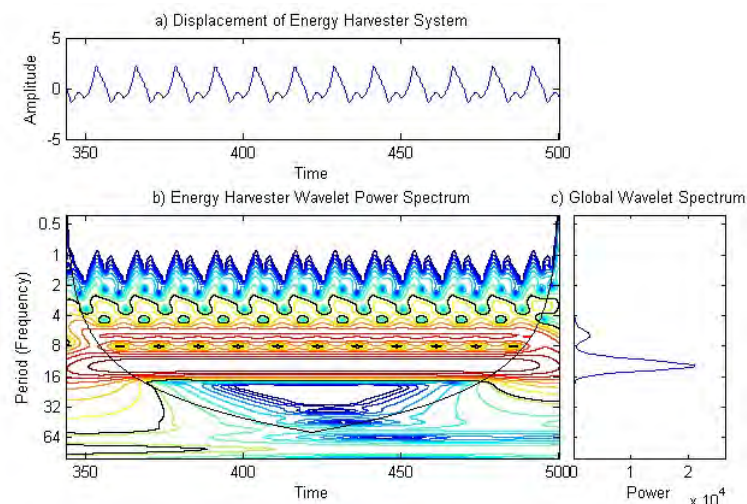 a) Displacement of Energy Harvester System
Amplitude
5
0
-5
350
400
450
500
Time
b) Energy Harvester Wavelet Power Spectrum
c) Global Wavelet Spectrum
Period (Frequency)
0.5
1
2
4
8
16
32
64
350
400
450
500
Time
0
1
2
Power
x 10^4